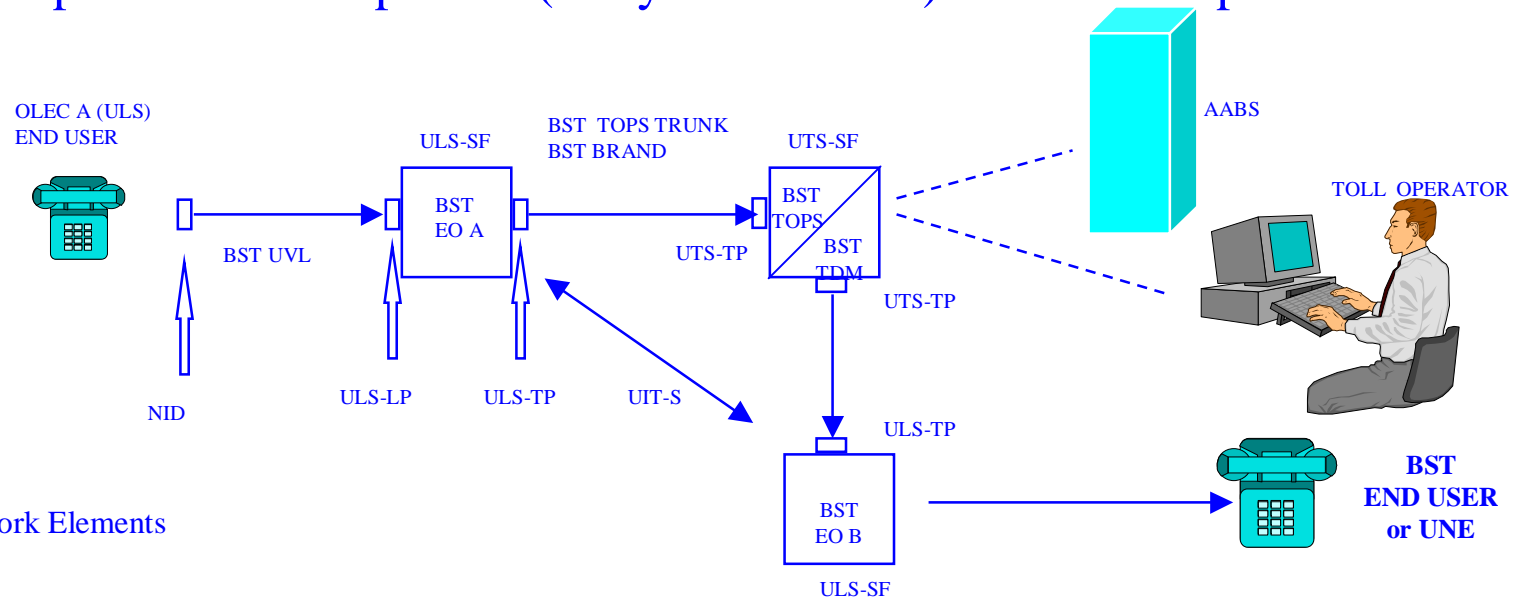 OLEC A (ULS)
END USER
ULS-SF
BST TOPS TRUNK
BST BRAND
UTS-SF
AABS
TOLL OPERATOR
BST
EO A
BST
TOPS
BST
TDM
BST UVL
UTS-TP
UTS-TP
NID
ULS-LP
ULS-TP
UIT-S
ULS-TP
BST
EO B
ULS-SF
BST
END USER
or UNE
ork Elements